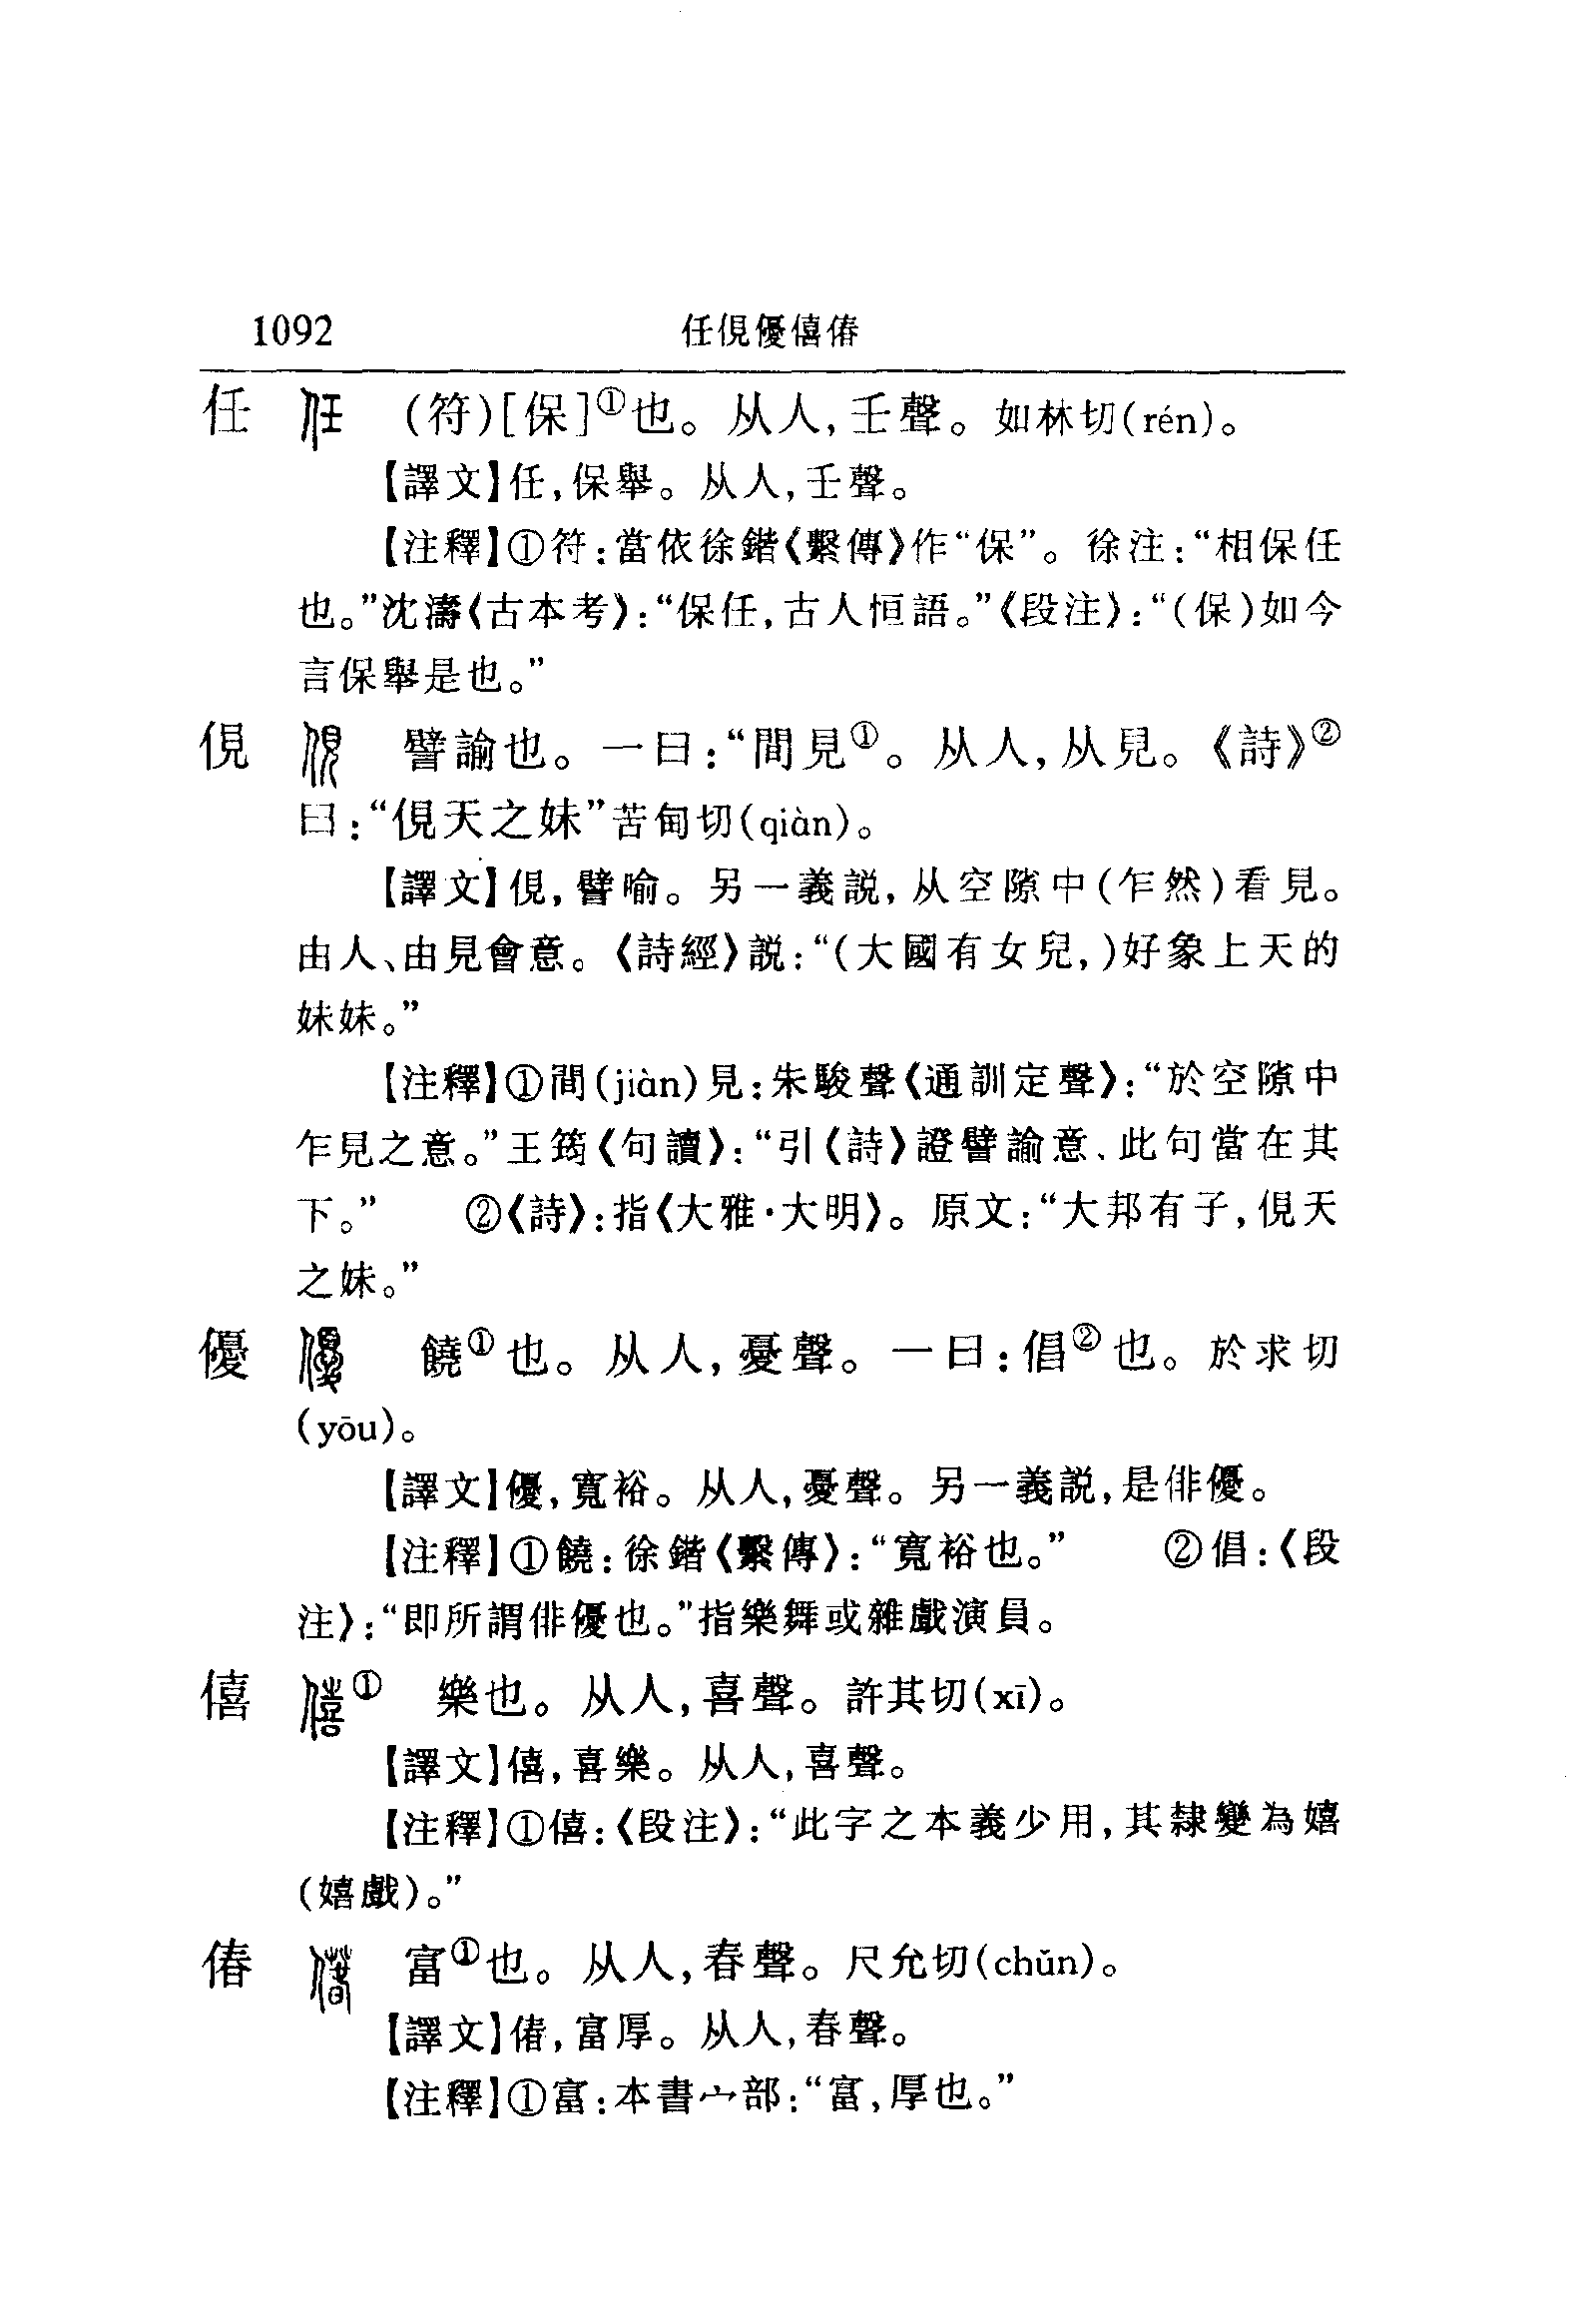 1092 任俔優僖偆
任 (符)[保]①也。从人,壬聲。如林切(rén)。
【譯文】任,保舉。从人,壬聲。
【注釋】①符:當依徐鍇《繫傳》作“保”。徐注:“相保任
也。”沈濤《古本考》:“保任,古人恒語。”《段注》:“(保)如今
言保舉是也。”
俔 譬諭也。一曰:“間見①。从人,从見。《詩》②
曰:“俔天之妹”苦甸切(qiàn)。
【譯文】俔,譬喻。另一義説,从空隙中(乍然)看見。
由人、由見會意。《詩經》説:“(大國有女兒,)好象上天的
妹妹。”
【注釋】①間(jiàn)見:朱駿聲《通訓定聲》:“於空隙中
乍見之意。”王筠《句讀》:“引《詩》證譬諭意、此句當在其
下。” ②《詩》:指《大雅·大明》。原文:“大邦有子,俔天
之妹。”
優 饒①也。从人,憂聲。一曰:倡②也。於求切
(yōu)。
【譯文】優,寬裕。从人,憂聲。另一義説,是俳優。
【注釋】①饒:徐鍇《繫傳》:“寬裕也。” ②倡:《段
注》:“即所謂俳優也。”指樂舞或雜戲演員。
僖 ① 樂也。从人,喜聲。許其切(xī)。
【譯文】僖,喜樂。从人,喜聲。
【注釋】①僖:《段注》:“此字之本義少用,其隸變為嬉
(嬉戲)。”
偆 富①也。从人,春聲。尺允切(chǔn)。
【譯文】偆,富厚。从人,春聲。
【注釋】①富:本書宀部:“富,厚也。”